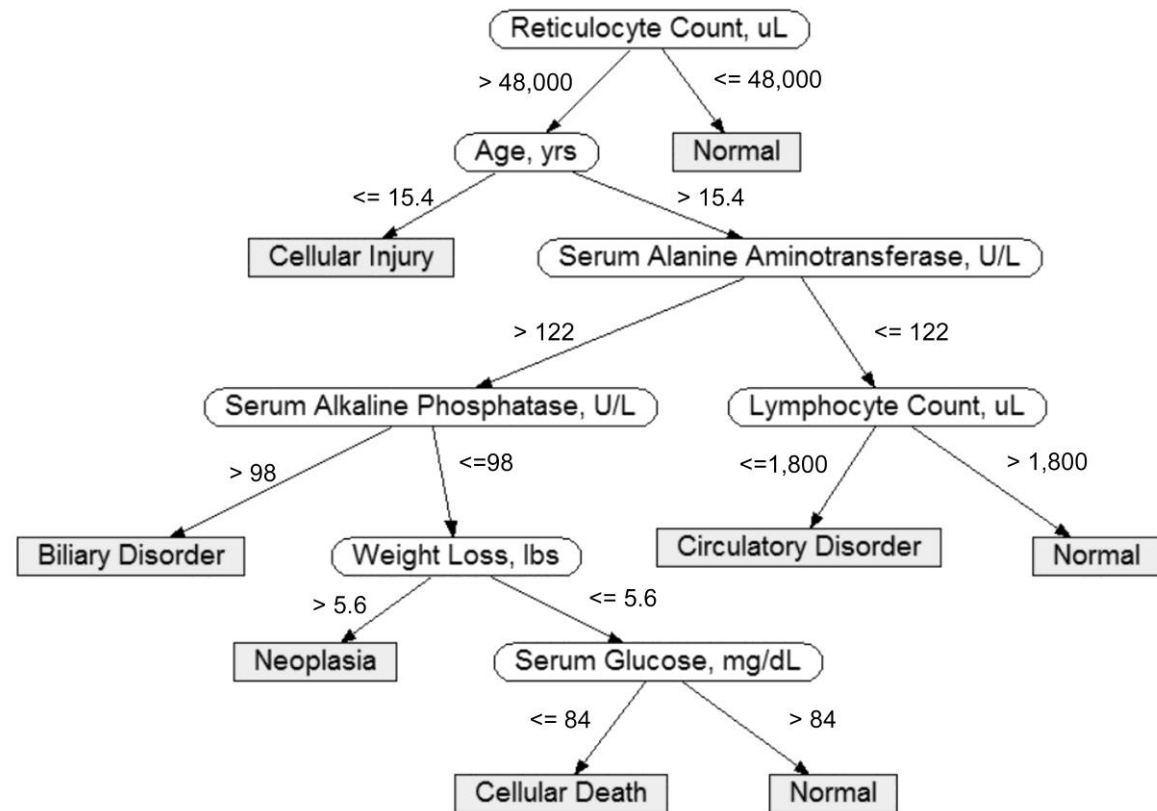 Reticulocyte Count, uL
> 48,000
<= 48,000
Age, yrs
Normal
<= 15.4
> 15.4
Cellular Injury
Serum Alanine Aminotransferase, U/L
> 122
<= 122
Serum Alkaline Phosphatase, U/L
Lymphocyte Count, uL
> 98
<=98
<=1,800
> 1,800
Biliary Disorder
Weight Loss, lbs
Circulatory Disorder
Normal
> 5.6
<= 5.6
Neoplasia
Serum Glucose, mg/dL
<= 84
> 84
Cellular Death
Normal